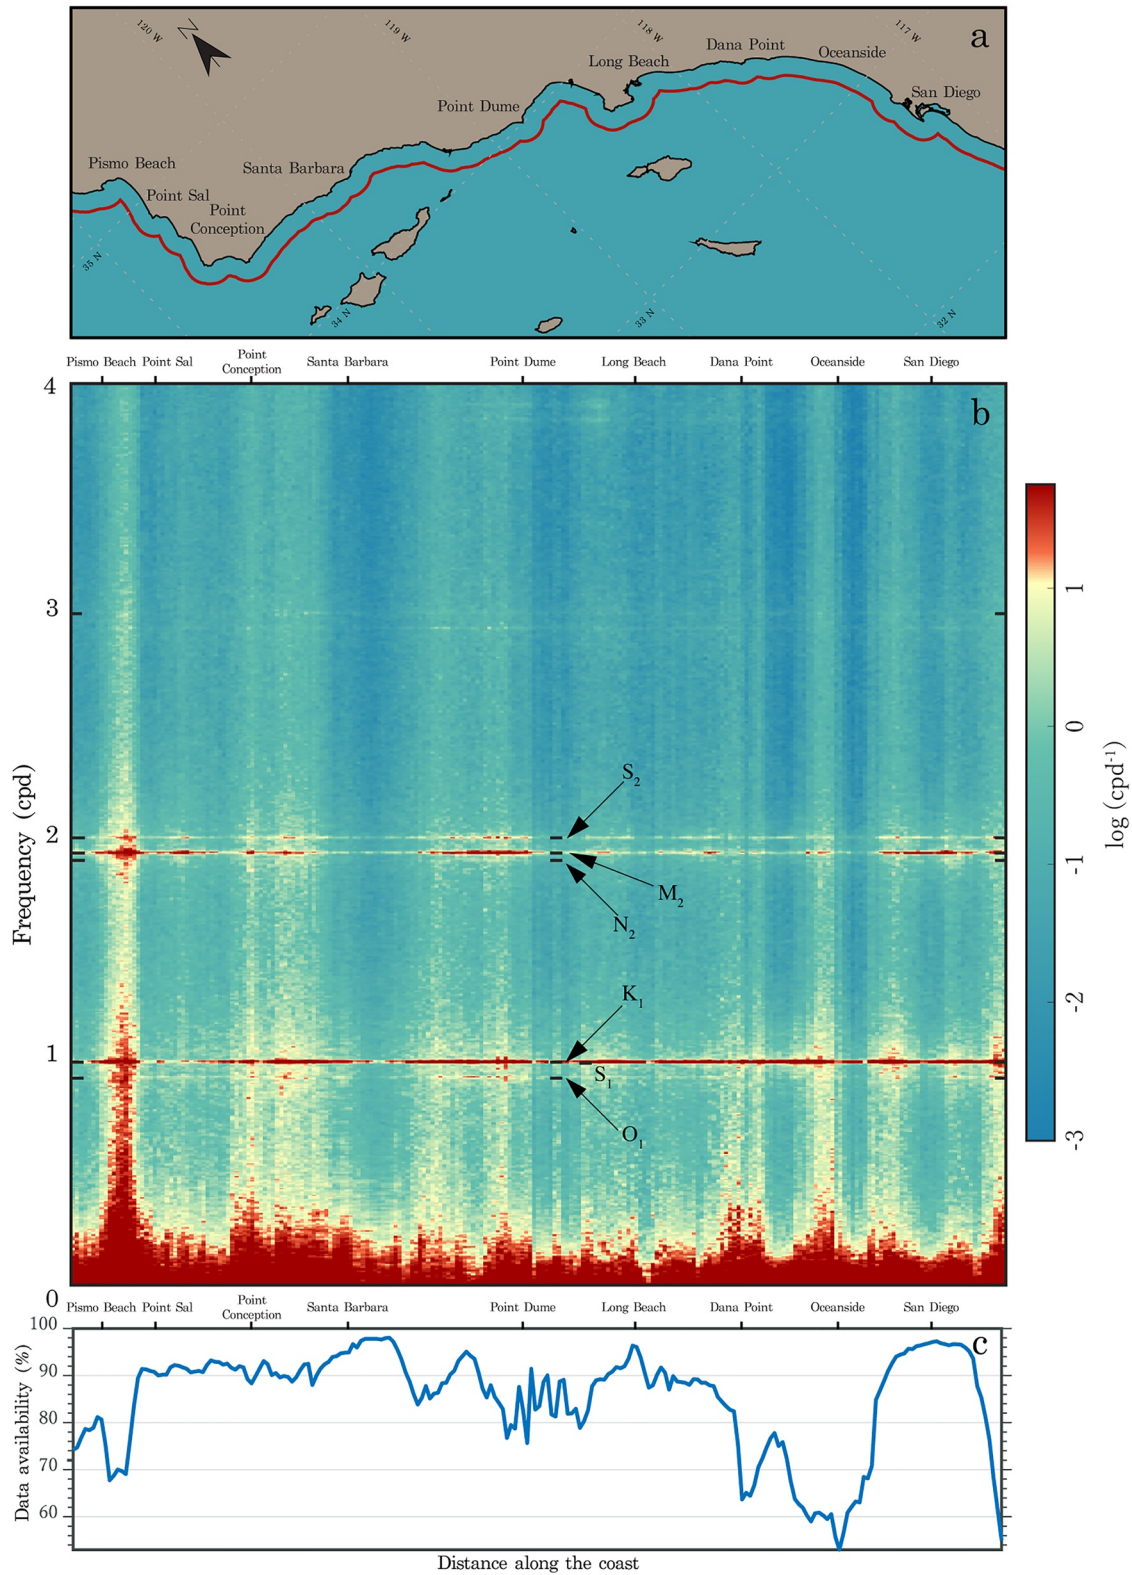 120 W
N
119 W
118 W
117 W
a
Dana Point
Oceanside
Long Beach
San Diego
Point Dume
Pismo Beach
Santa Barbara
Point Sal
Point
Conception
35 N
34 N
33 N
32 N
Pismo Beach Point Sal Point Conception Santa Barbara Point Dume Long Beach Dana Point Oceanside San Diego
4
b
3
1
0
S2
2
M2
N2
-1
log (cpd-1)
Frequency (cpd)
-2
K1
1
S1
O1
-3
0
Pismo Beach Point Sal Point Conception Santa Barbara Point Dume Long Beach Dana Point Oceanside San Diego
100
c
90
80
70
60
Data availability (%)
Distance along the coast